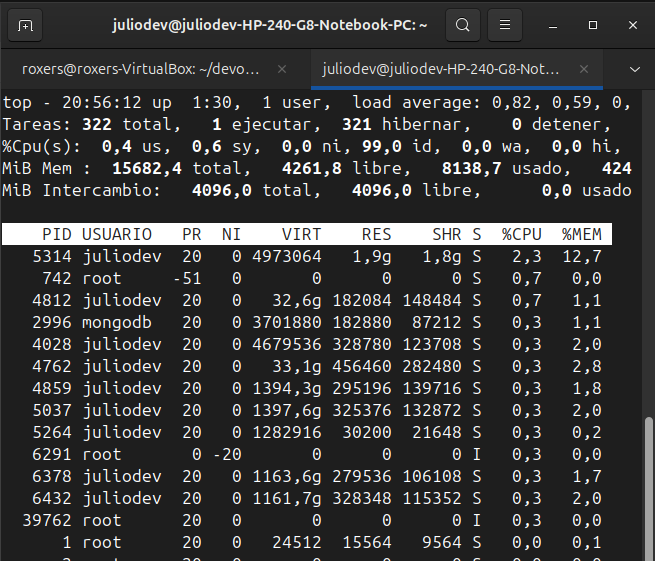 juliodev@juliodev-HP-240-G8-Notebook-PC: ~
roxers@roxers-VirtualBox: ~/devo...
juliodev@juliodev-HP-240-G8-Not...
top - 20:56:12 up  1:30,  1 user,  load average: 0,82, 0,59, 0,
Tareas: 322 total,   1 ejecutar, 321 hibernar,    0 detener,
%Cpu(s):  0,4 us,  0,6 sy,  0,0 ni, 99,0 id,  0,0 wa,  0,0 hi,
MiB Mem :  15682,4 total,   4261,8 libre,   8138,7 usado,   424
MiB Intercambio:   4096,0 total,   4096,0 libre,      0,0 usado
PID USUARIO   PR  NI    VIRT    RES    SHR S  %CPU  %MEM
5314 juliodev  20   0 4973064   1,9g   1,8g S   2,3  12,7
742 root     -51   0       0      0      0 S   0,7   0,0
4812 juliodev  20   0   32,6g 182084 148484 S   0,7   1,1
2996 mongodb   20   0 3701880 182880  87212 S   0,3   1,1
4028 juliodev  20   0 4679536 328780 123708 S   0,3   2,0
4762 juliodev  20   0   33,1g 456460 282480 S   0,3   2,8
4859 juliodev  20   0 1394,3g 295196 139716 S   0,3   1,8
5037 juliodev  20   0 1397,6g 325376 132872 S   0,3   2,0
5264 juliodev  20   0 1282916  30200  21648 S   0,3   0,2
6291 root       0 -20       0      0      0 I   0,3   0,0
6378 juliodev  20   0 1163,6g 279536 106108 S   0,3   1,7
6432 juliodev  20   0 1161,7g 328348 115352 S   0,3   2,0
39762 root      20   0       0      0      0 I   0,3   0,0
1 root      20   0   24512  15564   9564 S   0,0   0,1